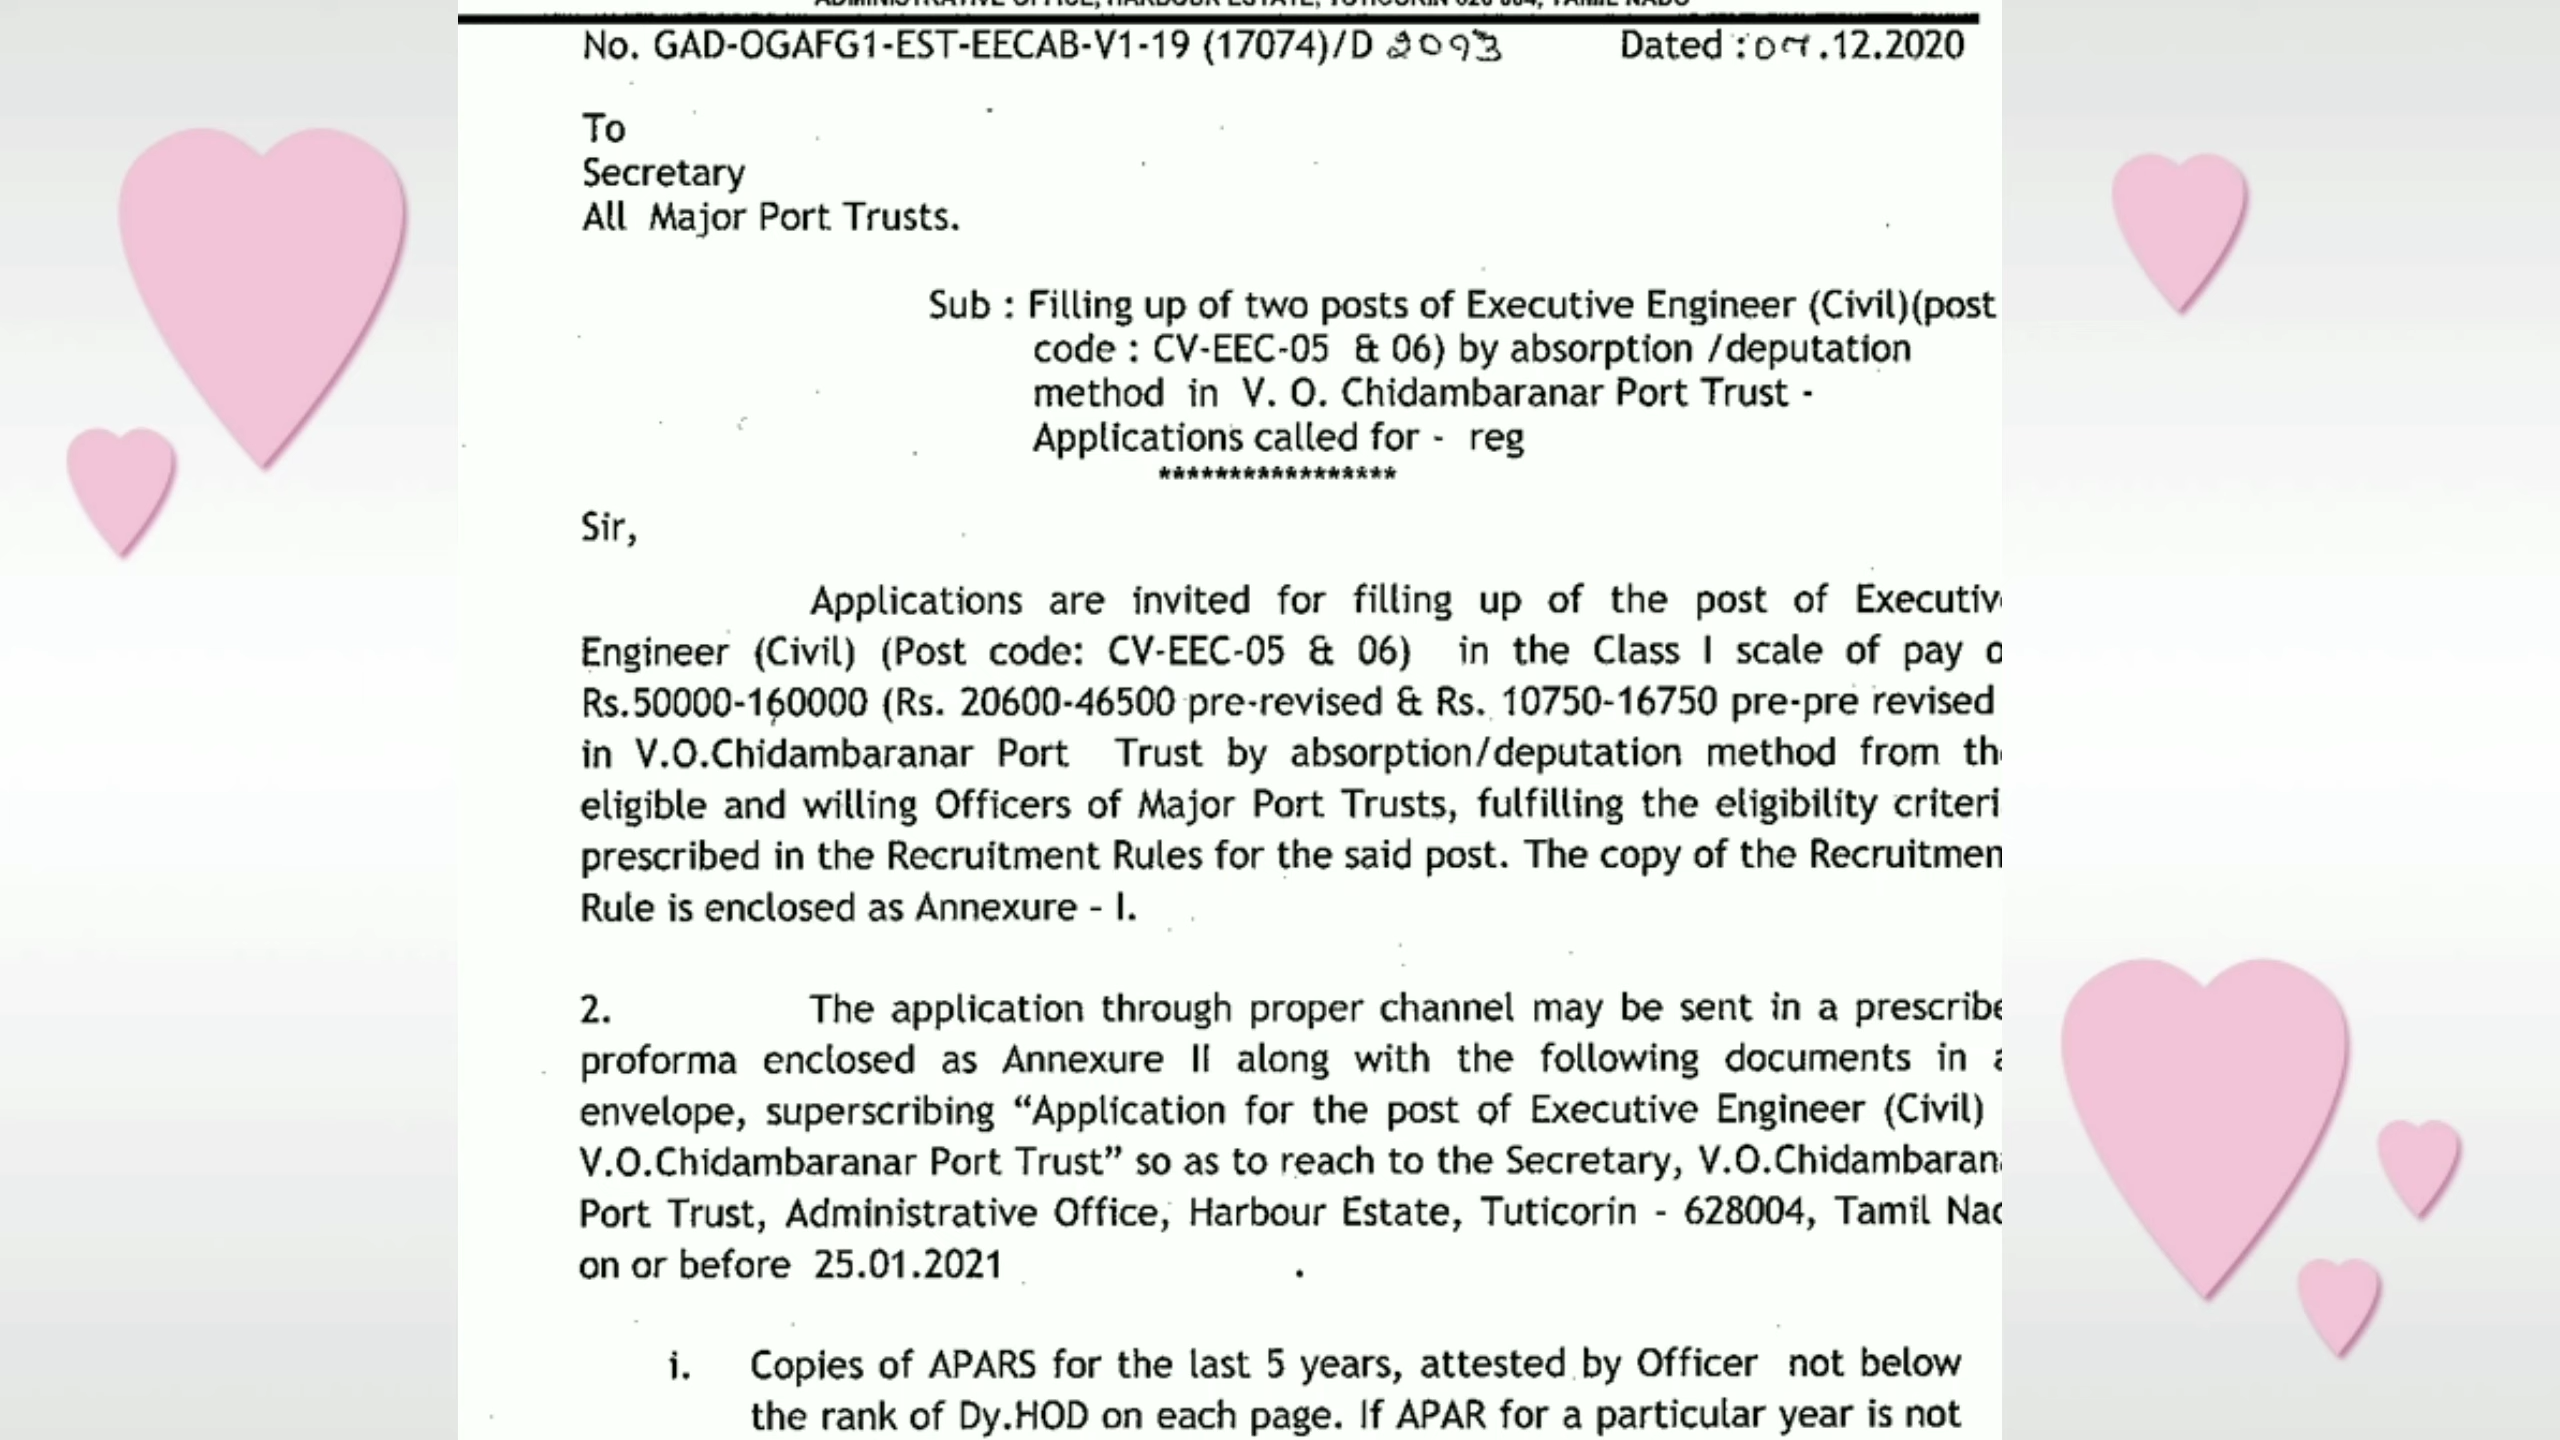 ADMINISTRATIVE OFFICE, HARBOUR ESTATE, TUTICORIN 628 004, TAMIL NADU
No. GAD-OGAFG1-EST-EECAB-V1-19 (17074)/D 2093 Dated : .12.2020
To
Secretary
All Major Port Trusts.
Sub : Filling up of two posts of Executive Engineer (Civil)(post
code : CV-EEC-05 & 06) by absorption /deputation
method in V. O. Chidambaranar Port Trust -
Applications called for - reg
*****************
Sir,
Applications are invited for filling up of the post of Executiv
Engineer (Civil) (Post code: CV-EEC-05 & 06) in the Class I scale of pay o
Rs.50000-160000 (Rs. 20600-46500 pre-revised & Rs. 10750-16750 pre-pre revised
in V.O.Chidambaranar Port Trust by absorption/deputation method from th
eligible and willing Officers of Major Port Trusts, fulfilling the eligibility criteri
prescribed in the Recruitment Rules for the said post. The copy of the Recruitmen
Rule is enclosed as Annexure - I.
2. The application through proper channel may be sent in a prescribe
proforma enclosed as Annexure II along with the following documents in a
envelope, superscribing “Application for the post of Executive Engineer (Civil)
V.O.Chidambaranar Port Trust” so as to reach to the Secretary, V.O.Chidambaran
Port Trust, Administrative Office, Harbour Estate, Tuticorin - 628004, Tamil Nad
on or before 25.01.2021
i. Copies of APARS for the last 5 years, attested by Officer not below
the rank of Dy.HOD on each page. If APAR for a particular year is not